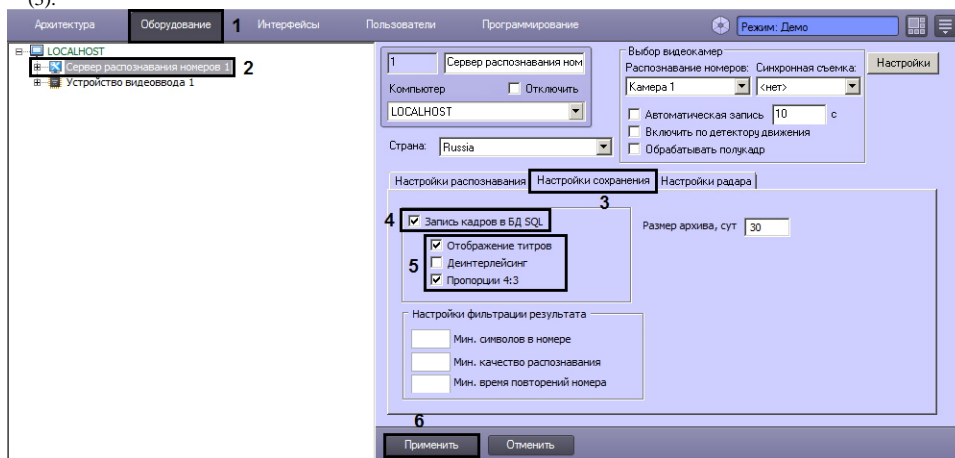 (3).
Архитектура Оборудование 1 Интерфейсы Пользователи Программирование Режим: Демо
LOCALHOST
Сервер распознавания номеров 1 2
Устройство видеоввода 1
1 Сервер распознавания ном
Компьютер Отключить
LOCALHOST
Страна: Russia
Выбор видеокамер
Распознавание номеров: Синхронная съемка: Настройки
Камера 1 <нет>
Автоматическая запись 10 с
Включить по детектору движения
Обрабатывать полукадр
Настройки распознавания Настройки сохранения Настройки радара
3
4 Запись кадров в БД SQL Размер архива, сут 30
Отображение титров
5 Деинтерлейсинг
Пропорции 4:3
Настройки фильтрации результата
Мин. символов в номере
Мин. качество распознавания
Мин. время повторений номера
6
Применить Отменить